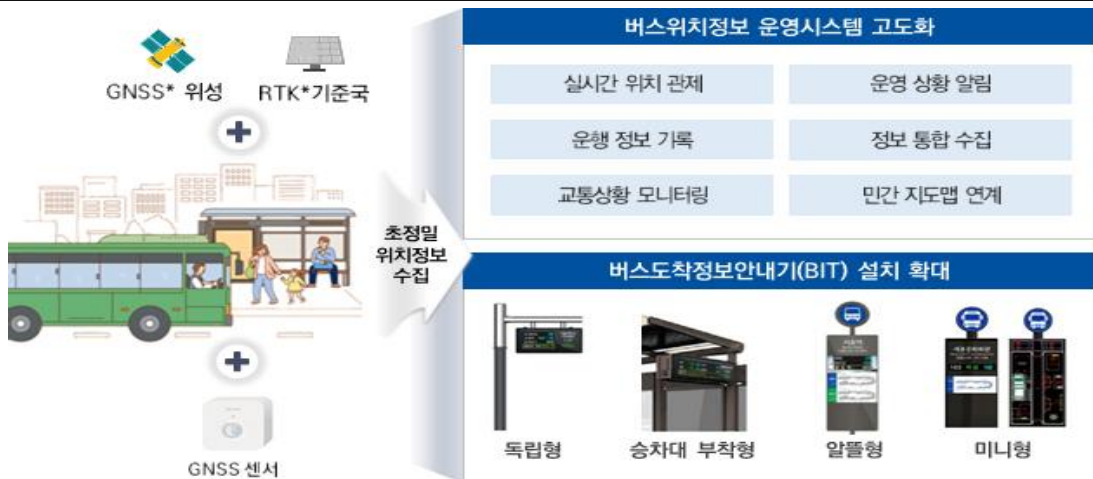 GNSS* 위성
RTK*기준국
초정밀
위치정보
수집
GNSS 센서
버스위치정보 운영시스템 고도화
실시간 위치 관제
운영 상황 알림
운행 정보 기록
정보 통합 수집
교통상황 모니터링
민간 지도맵 연계
버스도착정보안내기(BIT) 설치 확대
독립형
승차대 부착형
알뜰형
미니형